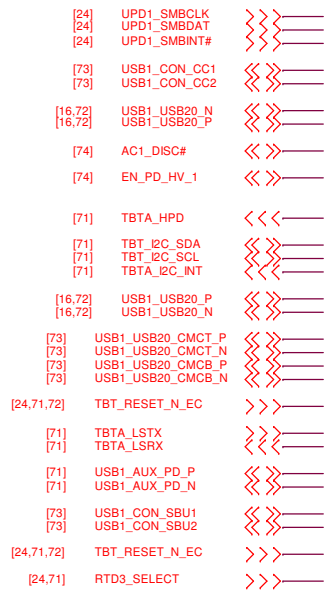 [24] UPD1_SMBCLK
[24] UPD1_SMBDAT
[24] UPD1_SMBINT#
[73] USB1_CON_CC1
[73] USB1_CON_CC2
[16,72] USB1_USB20_N
[16,72] USB1_USB20_P
[74] AC1_DISC#
[74] EN_PD_HV_1
[71] TBTA_HPD
[71] TBT_I2C_SDA
[71] TBT_I2C_SCL
[71] TBTA_I2C_INT
[16,72] USB1_USB20_P
[16,72] USB1_USB20_N
[73] USB1_USB20_CMCT_P
[73] USB1_USB20_CMCT_N
[73] USB1_USB20_CMCB_P
[73] USB1_USB20_CMCB_N
[24,71,72] TBT_RESET_N_EC
[71] TBTA_LSTX
[71] TBTA_LSRX
[71] USB1_AUX_PD_P
[71] USB1_AUX_PD_N
[73] USB1_CON_SBU1
[73] USB1_CON_SBU2
[24,71,72] TBT_RESET_N_EC
[24,71] RTD3_SELECT